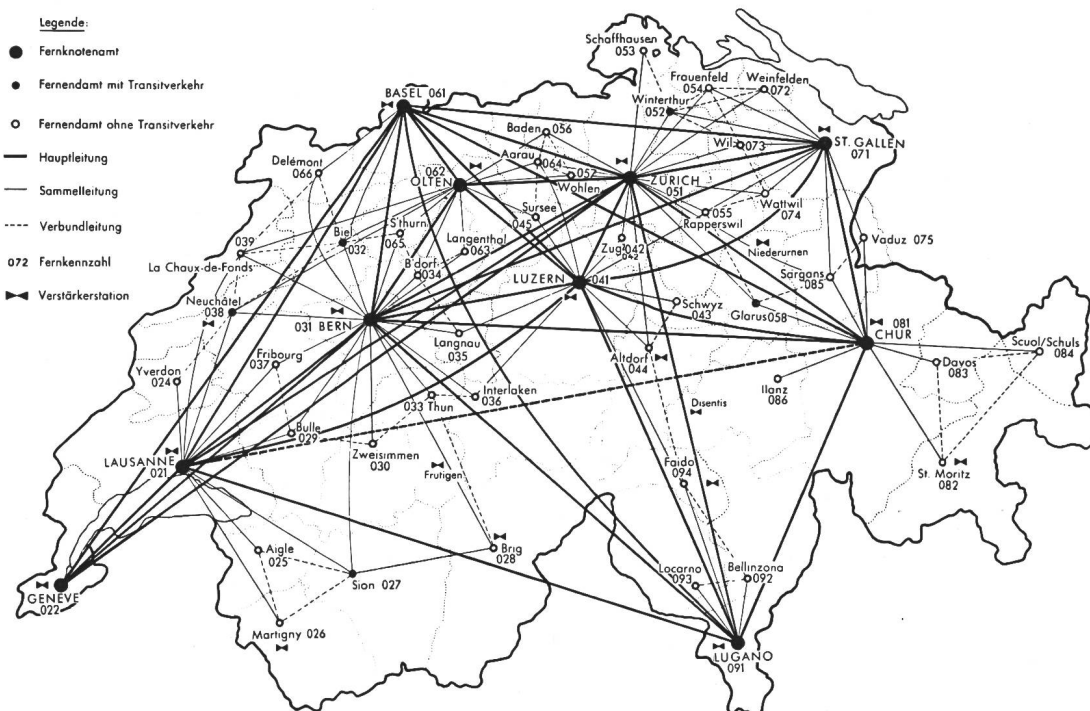 Legende:
Fernknotenamt
Fernendamt mit Transitverkehr
Fernendamt ohne Transitverkehr
Hauptleitung
Sammelleitung
Verbundleitung
072 Fernkennzahl
Verstärkerstation
Schaffhausen
053
Frauenfeld
054
Weinfelden
072
Winterthur
052
BASEL 061
Baden 056
Wil 073
ST. GALLEN
071
Delémont
066
Aarau
064
062
OLTEN
052
Wohlen
ZÜRICH
051
Wattwil
074
Sursee
045
055
Rapperswil
S'thurn
065
Biel
032
Langenthal
063
Zug 042
042
Niederurnen
Vaduz 075
039
La Chaux-de-Fonds
B'dorf
034
LUZERN 041
Sargans
085
Neuchâtel
038
Schwyz
043
Glarus 058
031 BERN
081
CHUR
Langnau
035
Altdorf
044
Scuol/Schuls
084
Fribourg
037
Davos
083
Yverdon
024
Interlaken
036
033 Thun
Ilanz
086
Disentis
Bulle
029
Zweisimmen
030
LAUSANNE
021
Frutigen
Faido
094
St. Moritz
082
Brig
028
Aigle
025
Sion 027
Locarno
093
Bellinzona
092
GENÈVE
022
Martigny 026
LUGANO
091